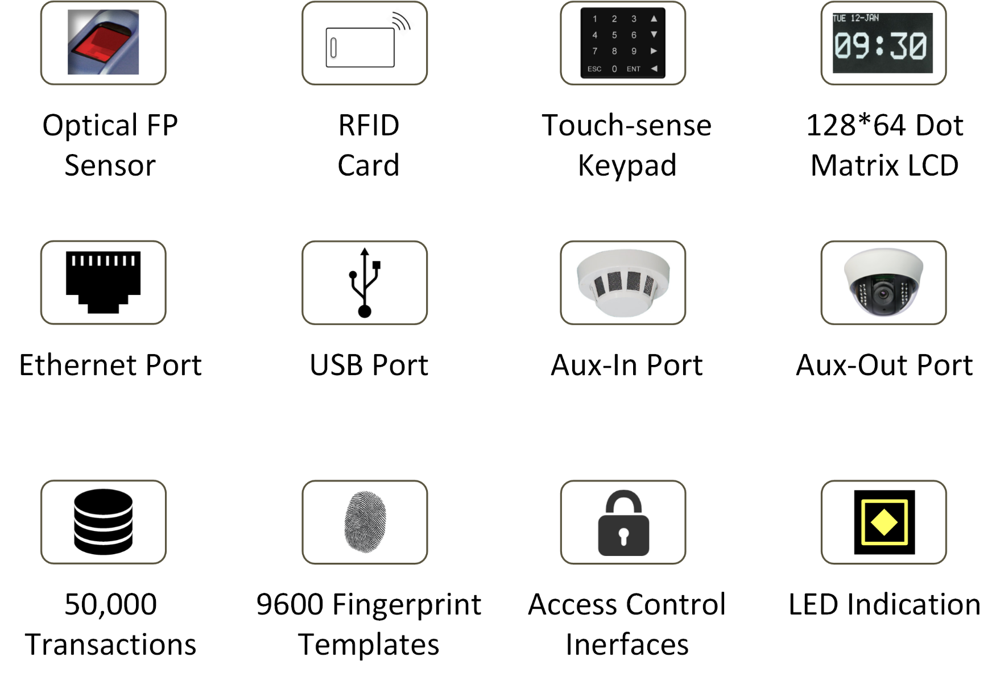 1 2 3 ▲
4 5 6 ▼
7 8 9 ▶
ESC 0 ENT ◀
TUE 12-JAN
09:30
Optical FP
Sensor
RFID
Card
Touch-sense
Keypad
128*64 Dot
Matrix LCD
Ethernet Port
USB Port
Aux-In Port
Aux-Out Port
50,000
Transactions
9600 Fingerprint
Templates
Access Control
Inerfaces
LED Indication